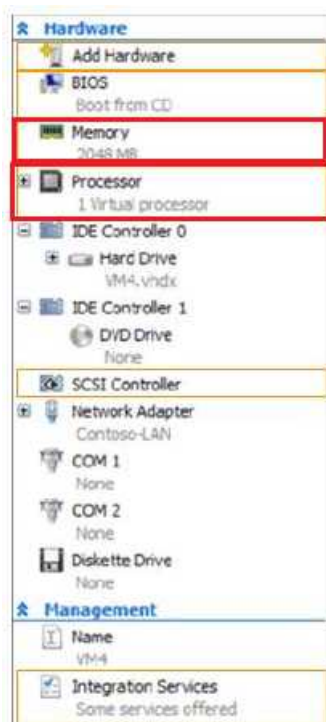 Hardware
Add Hardware
BIOS
Boot from CD
Memory
2048 MB
Processor
1 Virtual processor
IDE Controller 0
Hard Drive
VM4.vhdx
IDE Controller 1
DVD Drive
None
SCSI Controller
Network Adapter
Contoso-LAN
COM 1
None
COM 2
None
Diskette Drive
None
Management
Name
VM4
Integration Services
Some services offered